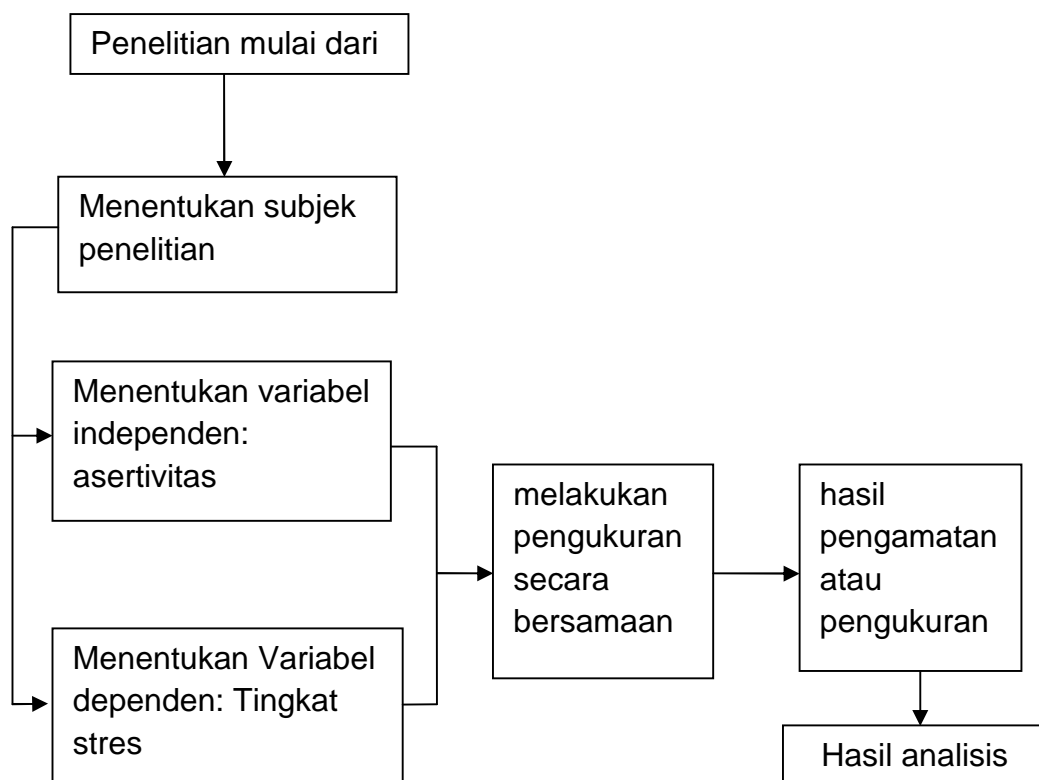 Penelitian mulai dari
Menentukan subjek
penelitian
Menentukan variabel
independen:
asertivitas
Menentukan Variabel
dependen: Tingkat
stres
melakukan
pengukuran
secara
bersamaan
hasil
pengamatan
atau
pengukuran
Hasil analisis